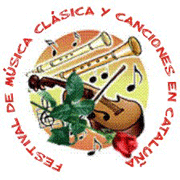 FESTIVAL DE MÚSICA CLÁSICA Y CANCIONES EN CATALUÑA